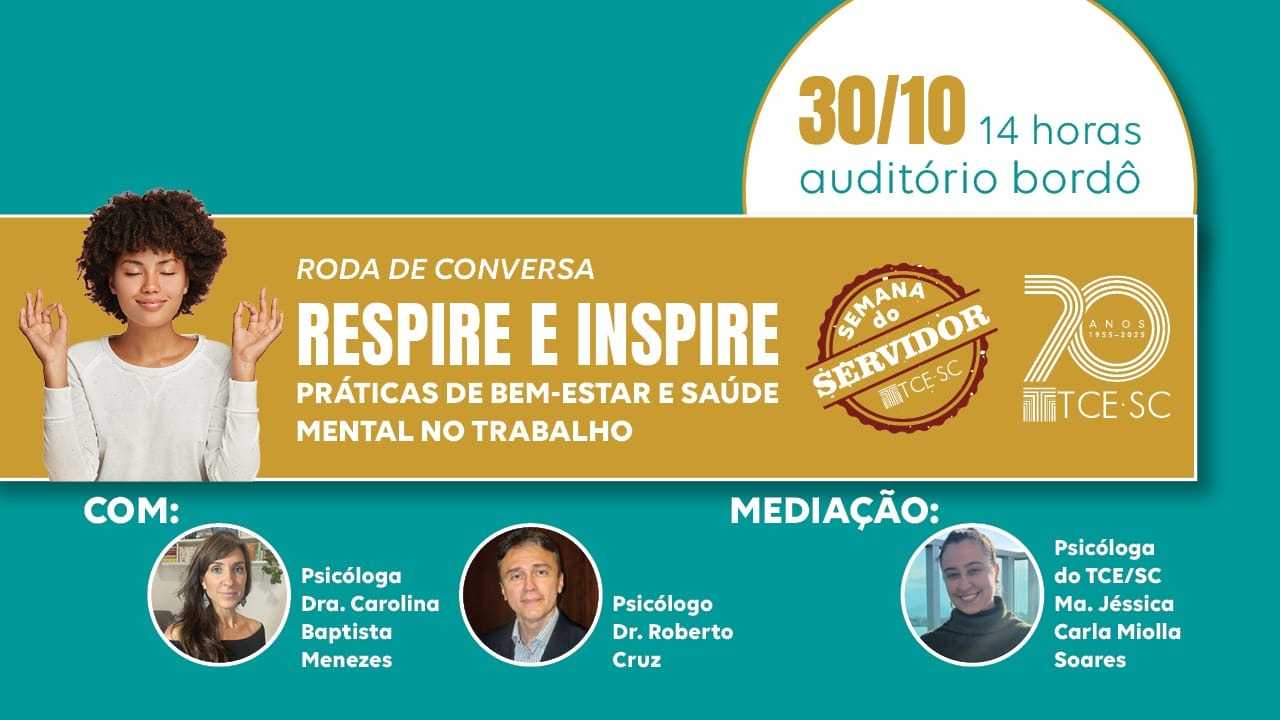 30/10 14 horas
auditório bordô
RODA DE CONVERSA
RESPIRE E INSPIRE
PRÁTICAS DE BEM-ESTAR E SAÚDE
MENTAL NO TRABALHO
SEMANA
do
SERVIDOR
TCE·SC
70
ANOS
1955–2025
TCE·SC
COM:
Psicóloga
Dra. Carolina
Baptista
Menezes
Psicólogo
Dr. Roberto
Cruz
MEDIAÇÃO:
Psicóloga
do TCE/SC
Ma. Jéssica
Carla Miolla
Soares